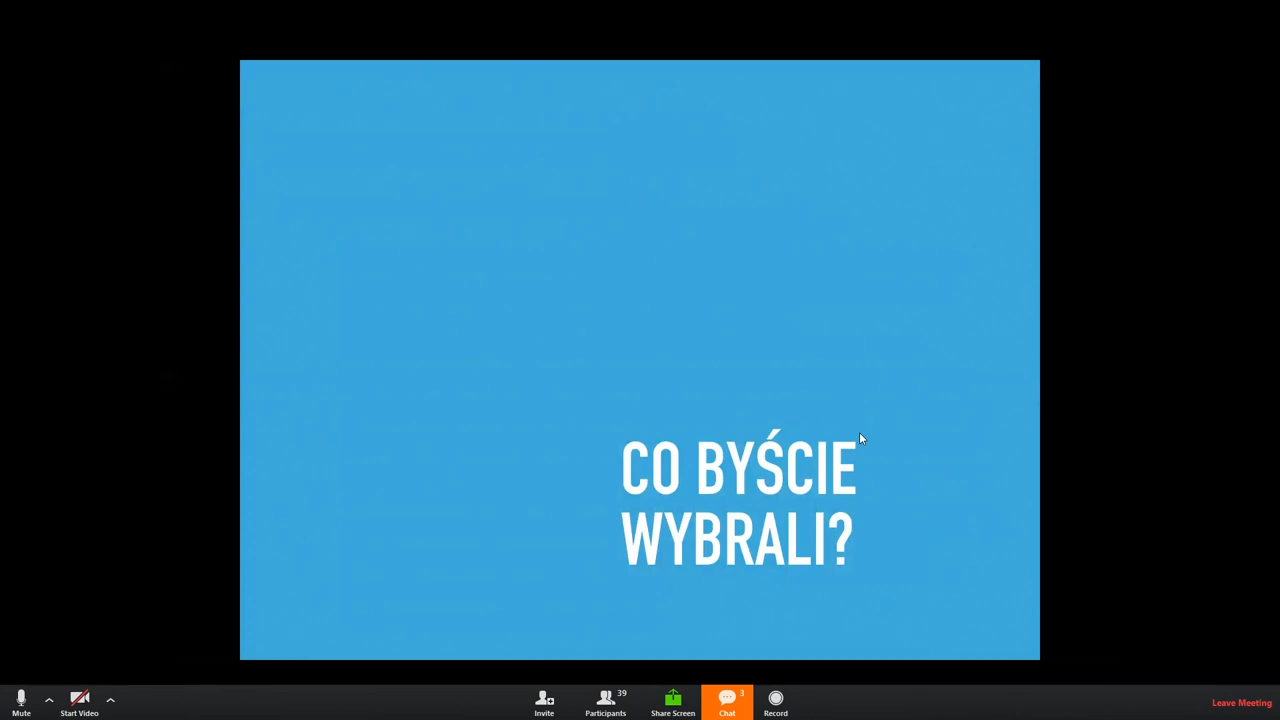 CO BYŚCIE
WYBRALI?
39
3
Mute
Start Video
Invite
Participants
Share Screen
Chat
Record
Leave Meeting